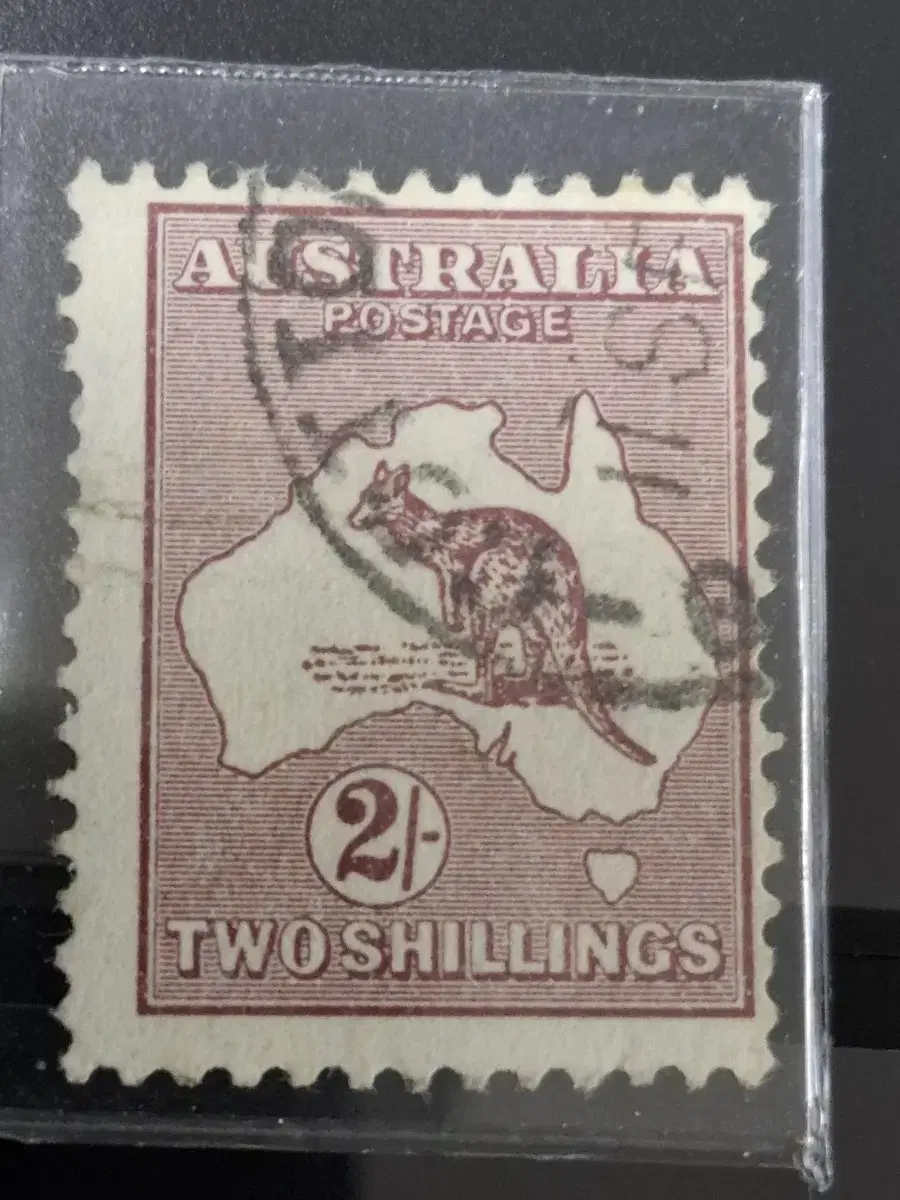 AUSTRALIA
POSTAGE
2/-
TWO SHILLINGS